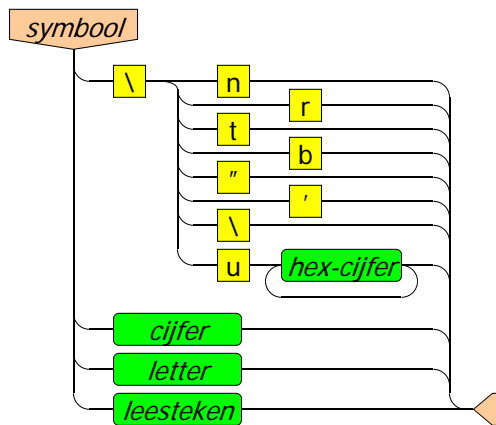 symbool
\ n
r
t
b
"
'
\
u hex-cijfer
cijfer
letter
leesteken